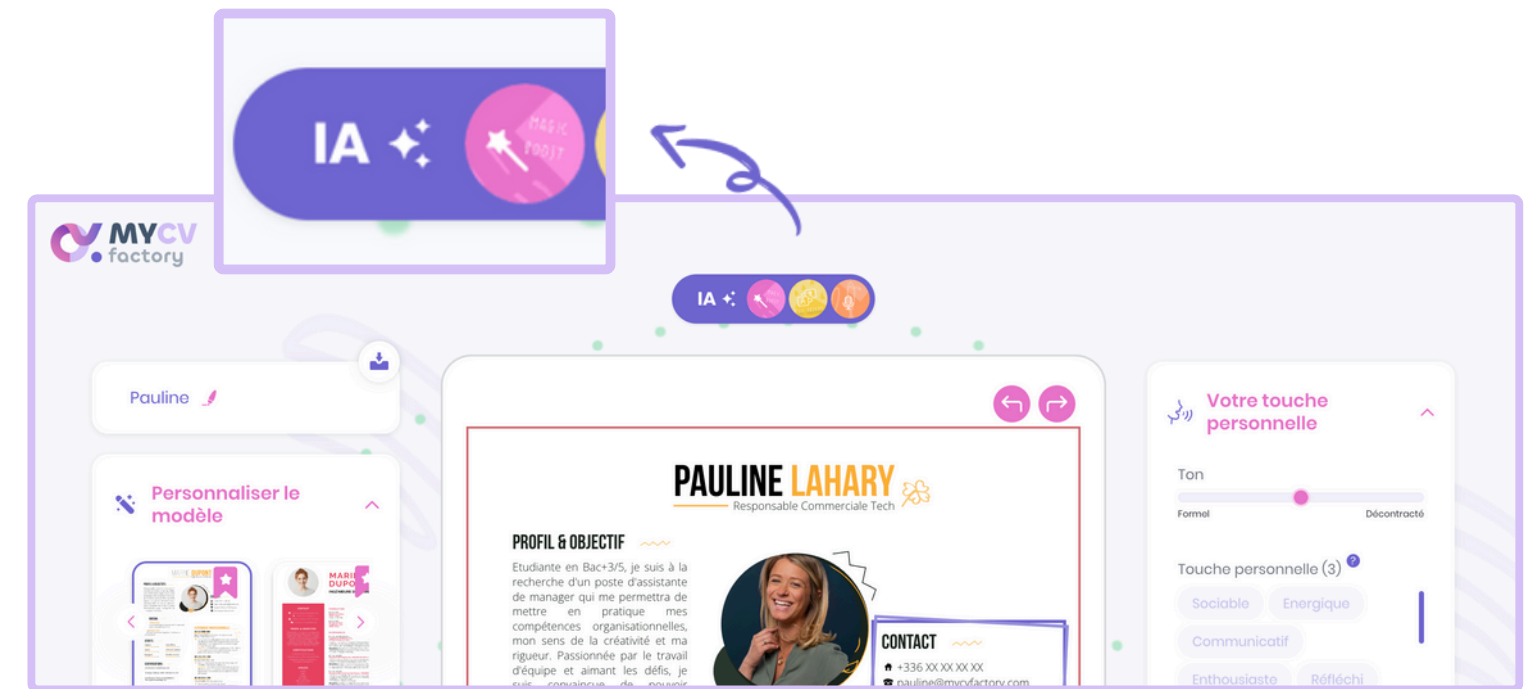 IA
MAGIC
BOOST
MYCV
factory
IA
Pauline
Personnaliser le
modèle
PAULINE LAHARY
Responsable Commerciale Tech
PROFIL & OBJECTIF
Etudiante en Bac+3/5, je suis à la
recherche d'un poste d'assistante
de manager qui me permettra de
mettre en pratique mes
compétences organisationnelles,
mon sens de la créativité et ma
rigueur. Passionnée par le travail
d'équipe et aimant les défis, je
suis convaincue de pouvoir
CONTACT
+336 XX XX XX XX
pauline@mycvfactory.com
Votre touche
personnelle
Ton
Formel
Décontracté
Touche personnelle (3) ?
Sociable
Energique
Communicatif
Enthousiaste
Réfléchi